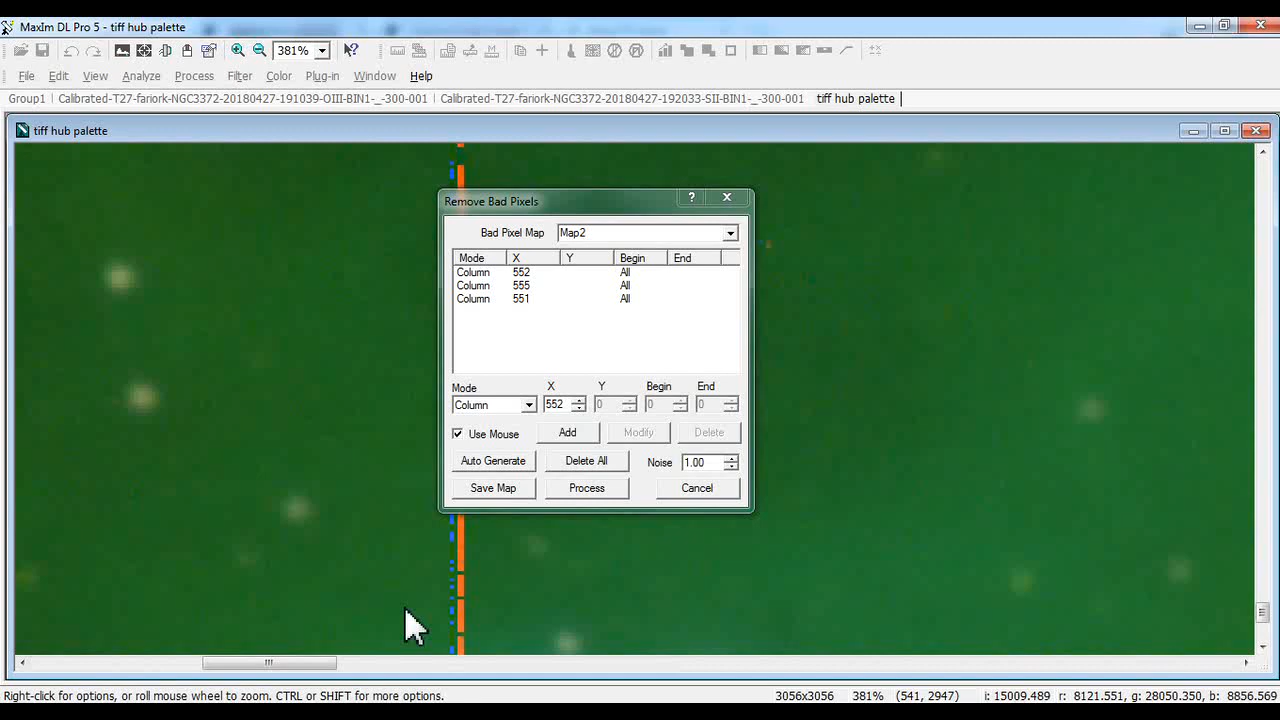 MaxIm DL Pro 5 - tiff hub palette
381%
File Edit View Analyze Process Filter Color Plug-in Window Help
Group1 | Calibrated-T27-fariork-NGC3372-20180427-191039-OIII-BIN1-_-300-001 | Calibrated-T27-fariork-NGC3372-20180427-192033-SII-BIN1-_-300-001 tiff hub palette |
tiff hub palette
Remove Bad Pixels ?
Bad Pixel Map Map2
Mode X Y Begin End
Column 552 All
Column 555 All
Column 551 All
Mode X Y Begin End
Column 552 0 0 0
Use Mouse Add Modify Delete
Auto Generate Delete All Noise 1.00
Save Map Process Cancel
Right-click for options, or roll mouse wheel to zoom. CTRL or SHIFT for more options. 3056x3056 381% (541, 2947) i: 15009.489 r: 8121.551, g: 28050.350, b: 8856.569